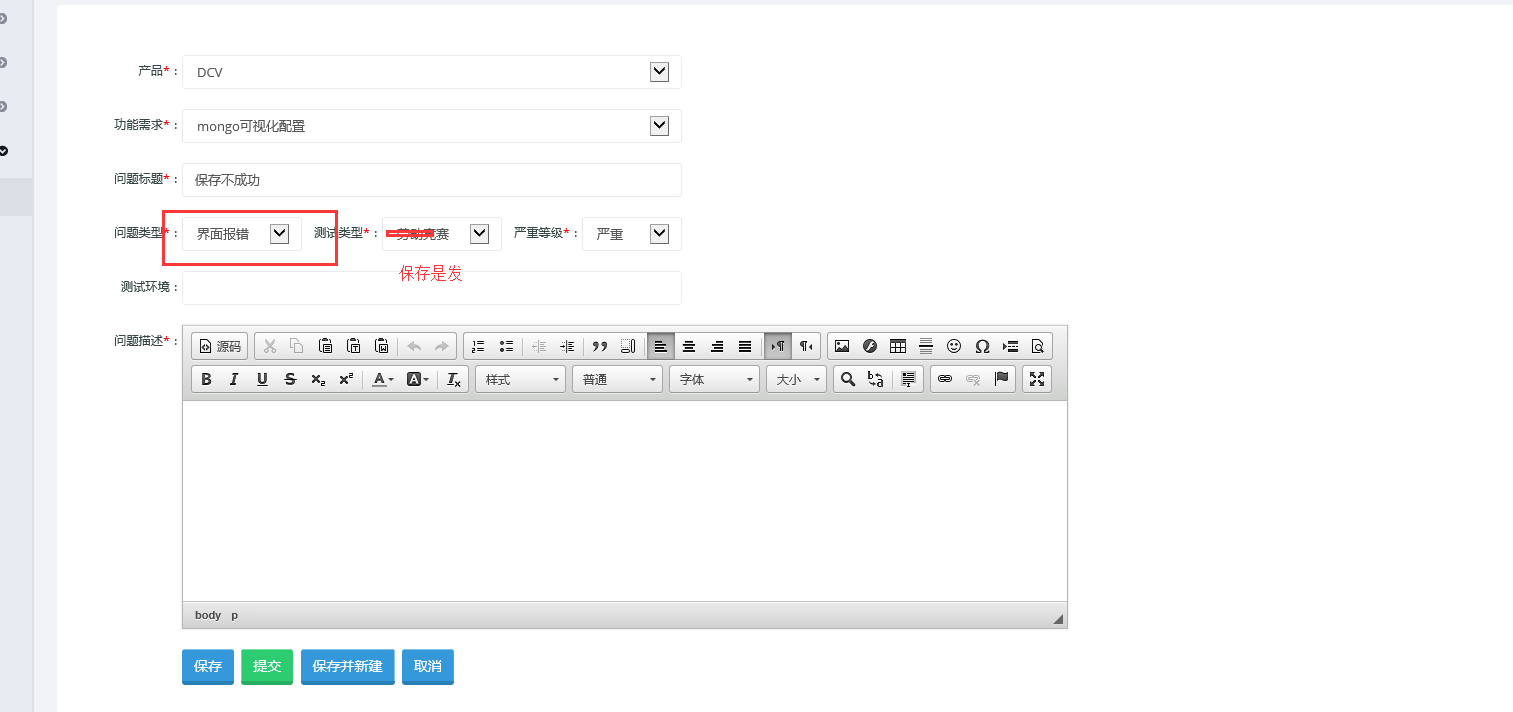 产品*： DCV
功能需求*： mongo可视化配置
问题标题*： 保存不成功
问题类型*： 界面报错 测试类型*： 劳动竞赛 严重等级*： 严重
保存是发
测试环境：
问题描述*： 源码
B I U S x₂ x² A A Tx 样式 普通 字体 大小
body p
保存 提交 保存并新建 取消